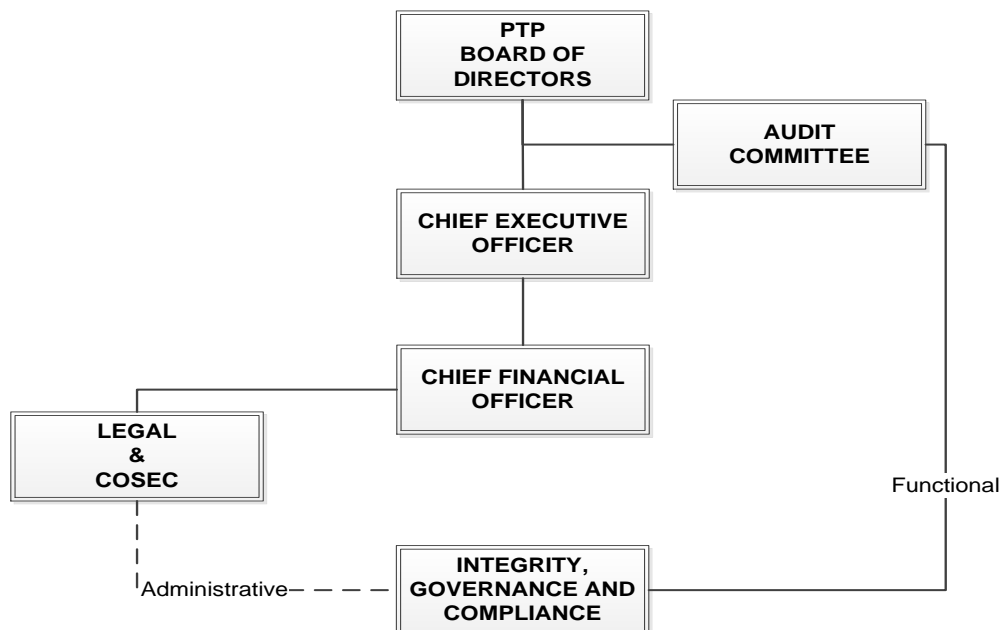 PTP
BOARD OF
DIRECTORS
AUDIT
COMMITTEE
CHIEF EXECUTIVE
OFFICER
CHIEF FINANCIAL
OFFICER
LEGAL
&
COSEC
Functional
Administrative
INTEGRITY,
GOVERNANCE AND
COMPLIANCE